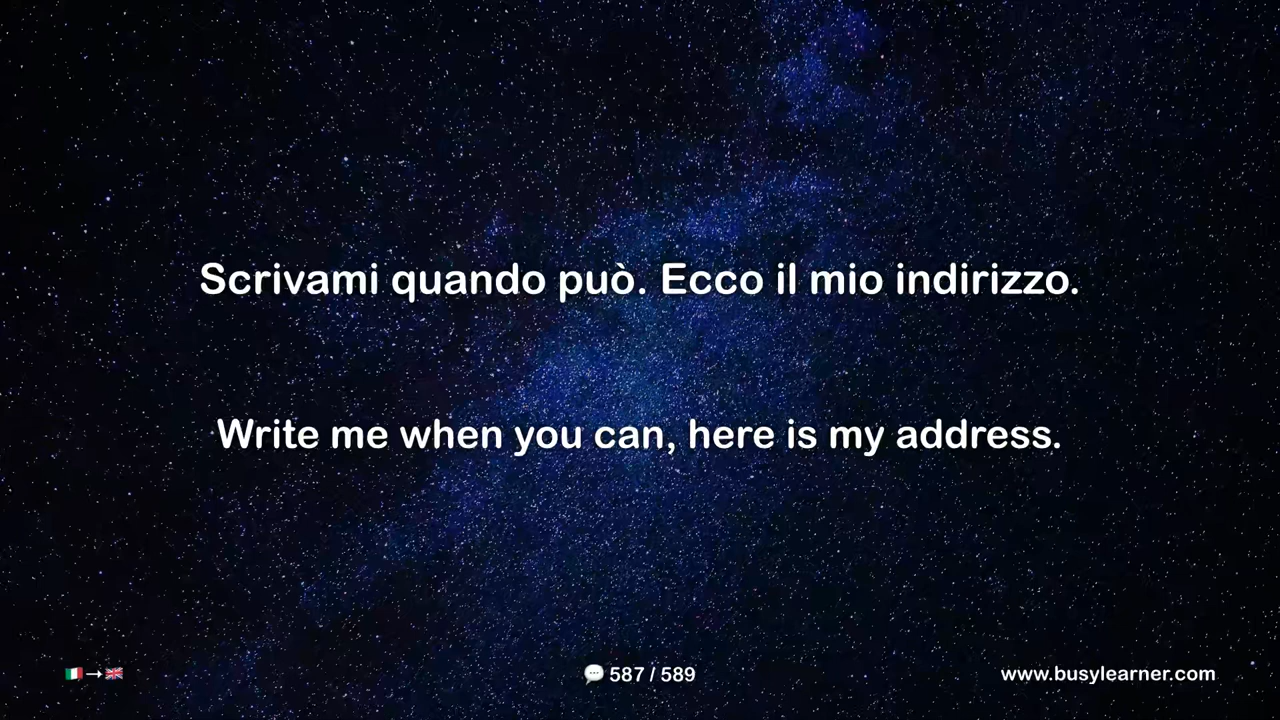 Scrivami quando può. Ecco il mio indirizzo.
Write me when you can, here is my address.
587 / 589
www.busylearner.com